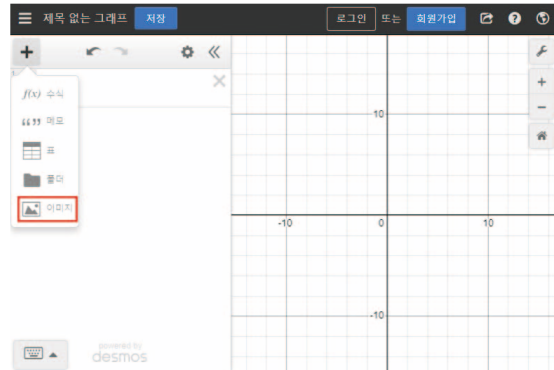 제목 없는 그래프 저장 로그인 또는 회원가입
f(x) 수식
메모
표
폴더
이미지
10
-10 0 10
-10
powered by
desmos